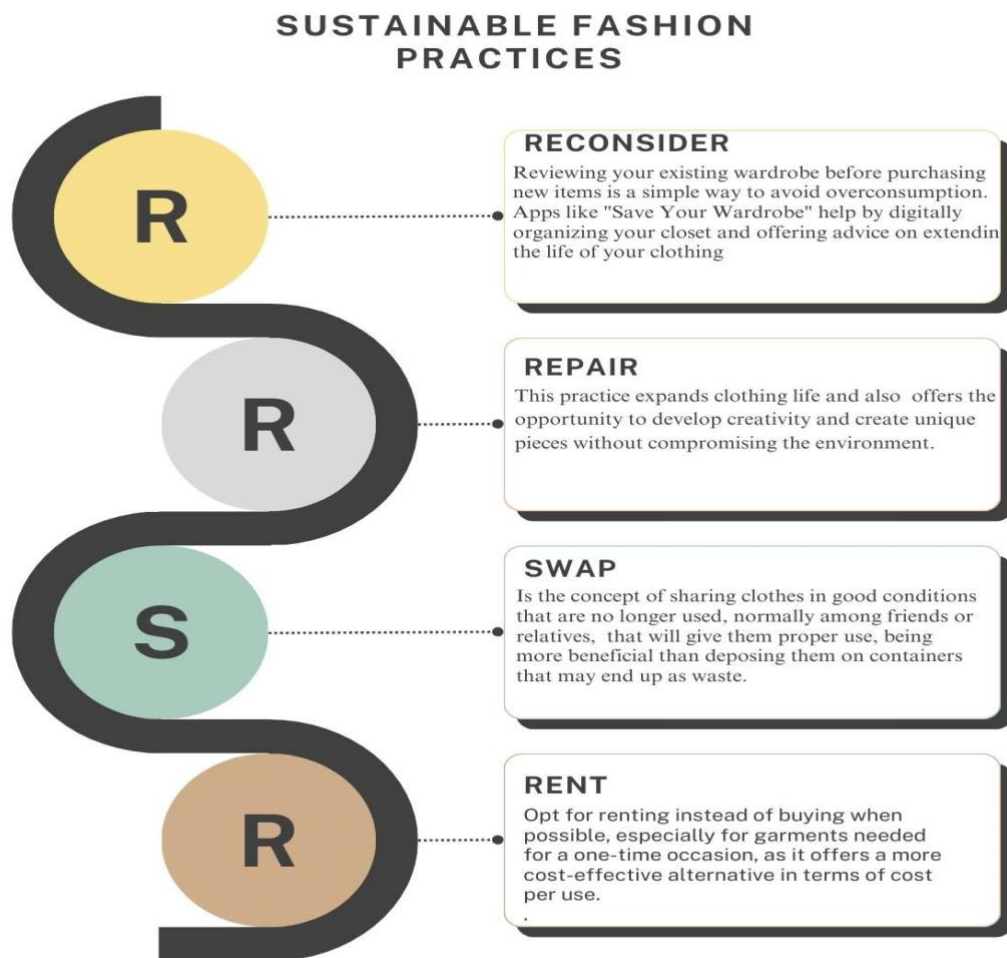 SUSTAINABLE FASHION
PRACTICES
R
RECONSIDER
Reviewing your existing wardrobe before purchasing
new items is a simple way to avoid overconsumption.
Apps like "Save Your Wardrobe" help by digitally
organizing your closet and offering advice on extendin
the life of your clothing
R
REPAIR
This practice expands clothing life and also offers the
opportunity to develop creativity and create unique
pieces without compromising the environment.
S
SWAP
Is the concept of sharing clothes in good conditions
that are no longer used, normally among friends or
relatives, that will give them proper use, being
more beneficial than deposing them on containers
that may end up as waste.
R
RENT
Opt for renting instead of buying when
possible, especially for garments needed
for a one-time occasion, as it offers a more
cost-effective alternative in terms of cost
per use.
.